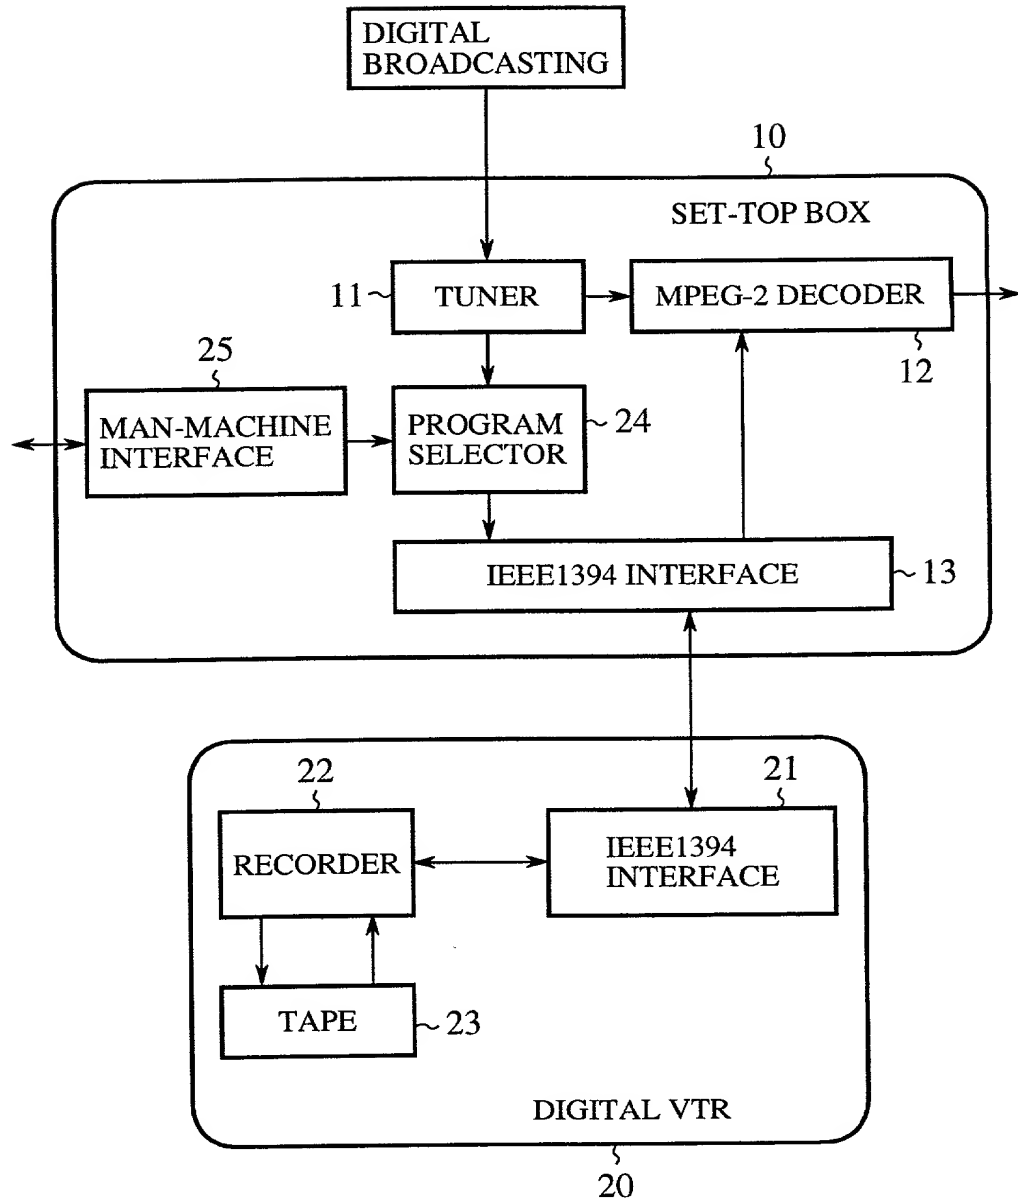 DIGITAL
BROADCASTING
10
SET-TOP BOX
11
TUNER
MPEG-2 DECODER
12
25
MAN-MACHINE
INTERFACE
PROGRAM
SELECTOR
24
IEEE1394 INTERFACE
13
22
21
RECORDER
IEEE1394
INTERFACE
TAPE
23
DIGITAL VTR
20